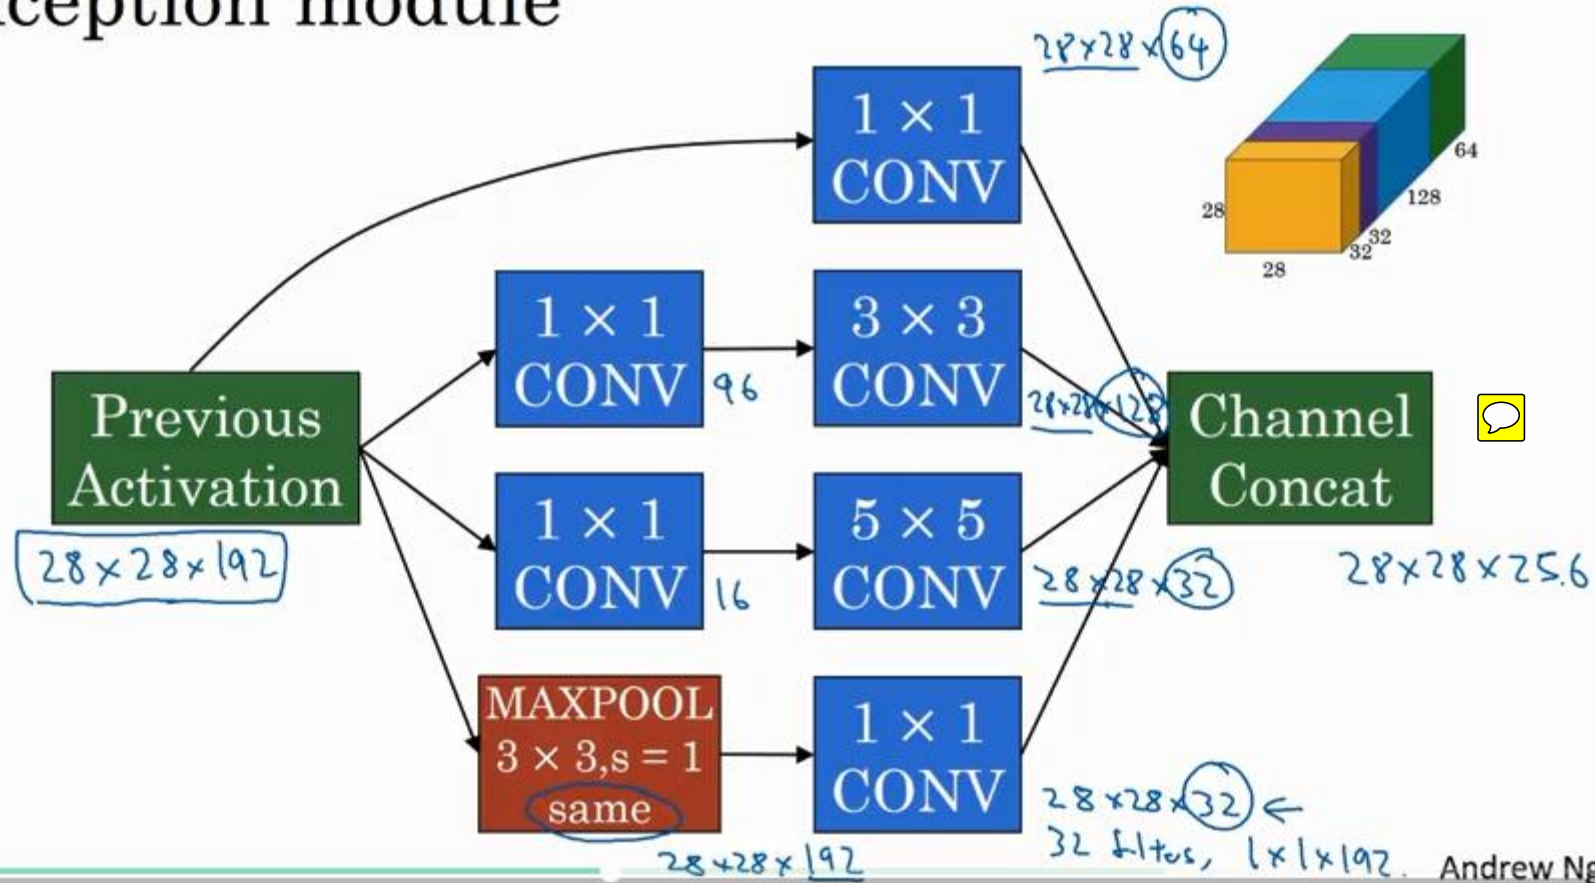 ception module
28×28×64
1 × 1
CONV
28
28
32
32
128
64
1 × 1
CONV
96
3 × 3
CONV
28×28×128
Previous
Activation
28×28×192
Channel
Concat
28×28×256
1 × 1
CONV
16
5 × 5
CONV
28×28×32
MAXPOOL
3 × 3,s = 1
same
28×28×192
1 × 1
CONV
28×28×32 ←
32 filters, 1×1×192.
Andrew Ng